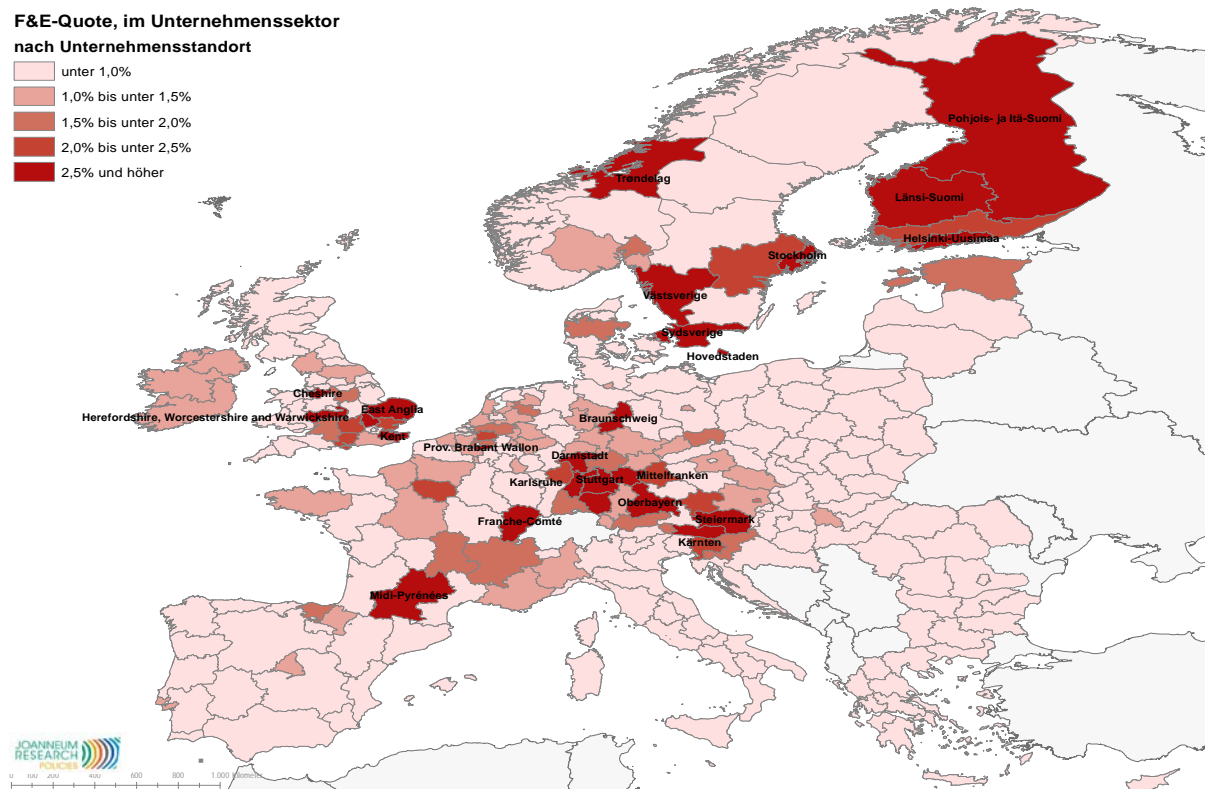 F&E-Quote, im Unternehmenssektor
nach Unternehmensstandort
unter 1,0%
1,0% bis unter 1,5%
1,5% bis unter 2,0%
2,0% bis unter 2,5%
2,5% und höher
Pohjois- ja Itä-Suomi
Trøndelag
Länsi-Suomi
Helsinki-Uusimaa
Stockholm
Västsverige
Sydsverige
Hovedstaden
Cheshire
East Anglia
Herefordshire, Worcestershire and Warwickshire
Braunschweig
Kent
Prov. Brabant Wallon
Darmstadt
Karlsruhe
Stuttgart
Mittelfranken
Oberbayern
Franche-Comté
Steiermark
Kärnten
Midi-Pyrénées
JOANNEUM
RESEARCH
POLICIES
0 100 200 400 600 800 1.000 Kilometer